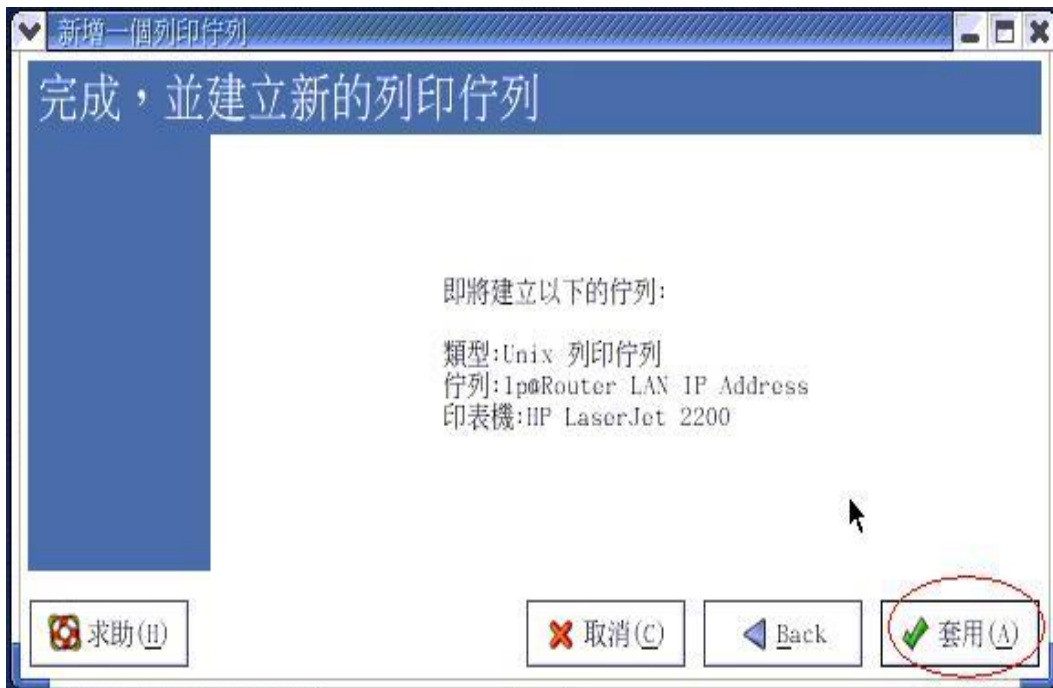 新增一個列印佇列
完成，並建立新的列印佇列
即將建立以下的佇列:
類型:Unix 列印佇列
佇列:lp@Router LAN IP Address
印表機:HP LaserJet 2200
求助(H)
取消(C)
Back
套用(A)